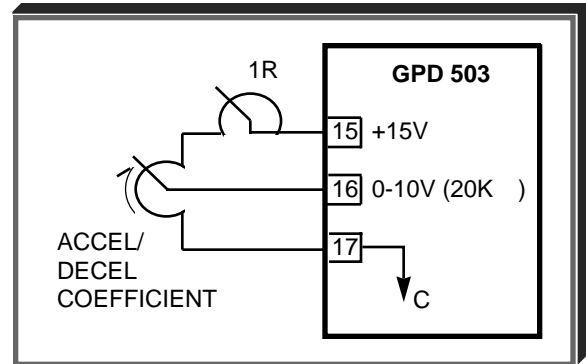 1R
GPD 503
15 +15V
16 0-10V (20K )
17
ACCEL/
DECEL
COEFFICIENT
C